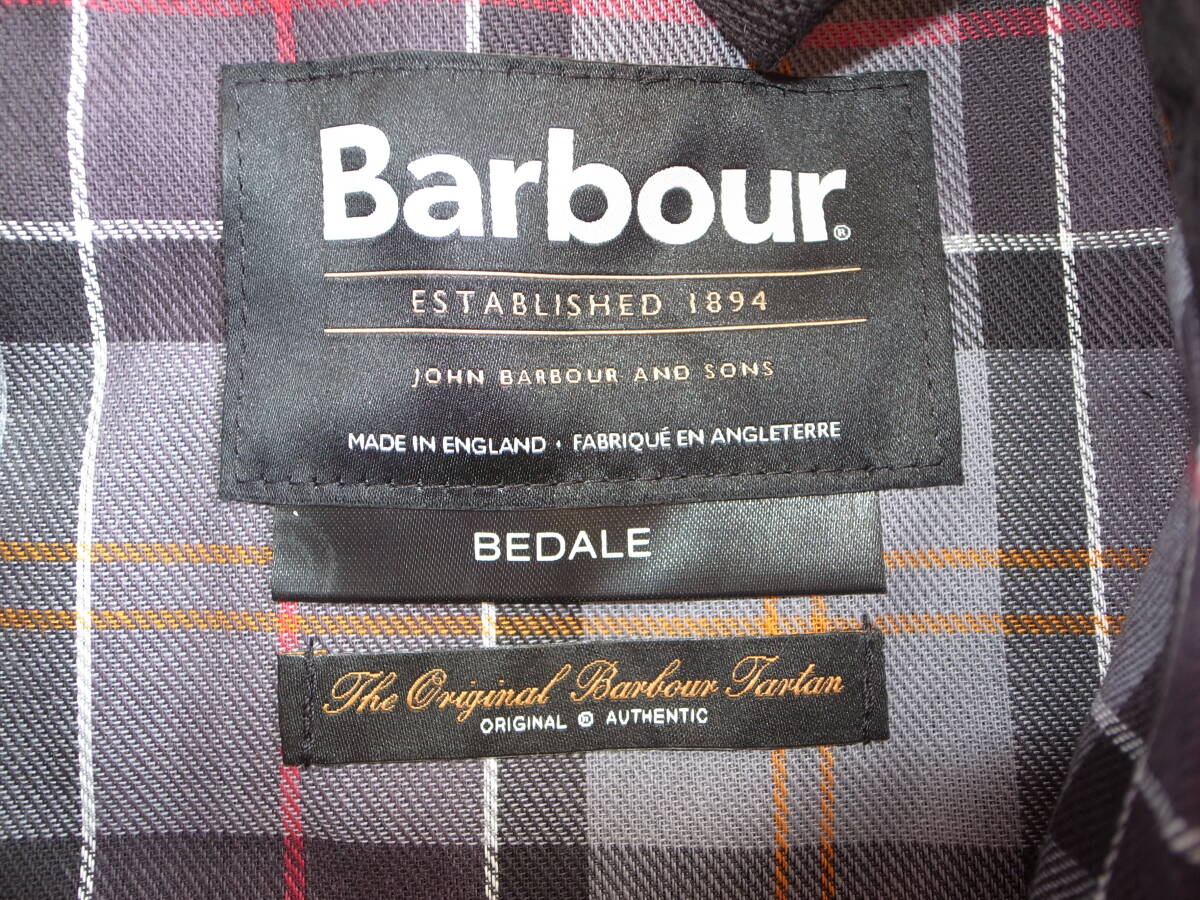 Barbour®
ESTABLISHED 1894
JOHN BARBOUR AND SONS
MADE IN ENGLAND · FABRIQUÉ EN ANGLETERRE
BEDALE
The Original Barbour Tartan
ORIGINAL ® AUTHENTIC